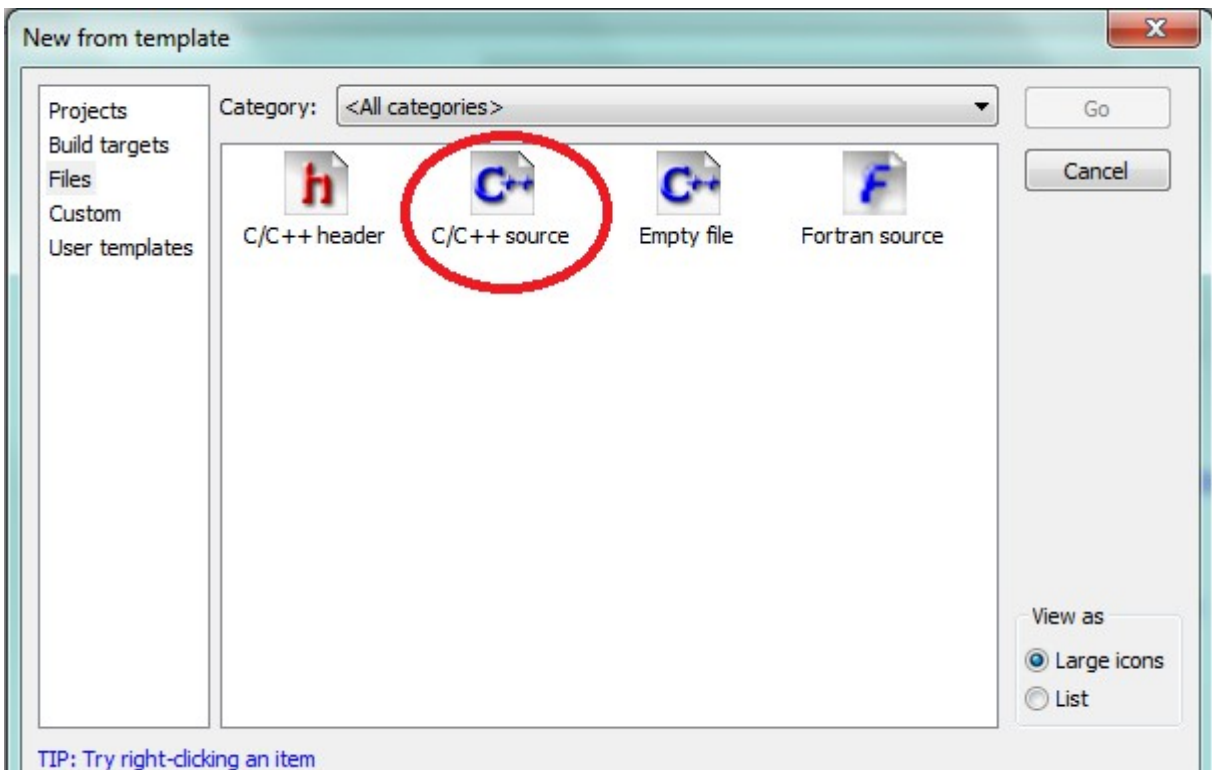 New from template
x
Projects
Build targets
Files
Custom
User templates
Category: <All categories>
h
C/C++ header
C++
C/C++ source
C++
Empty file
F
Fortran source
Go
Cancel
View as
Large icons
List
TIP: Try right-clicking an item